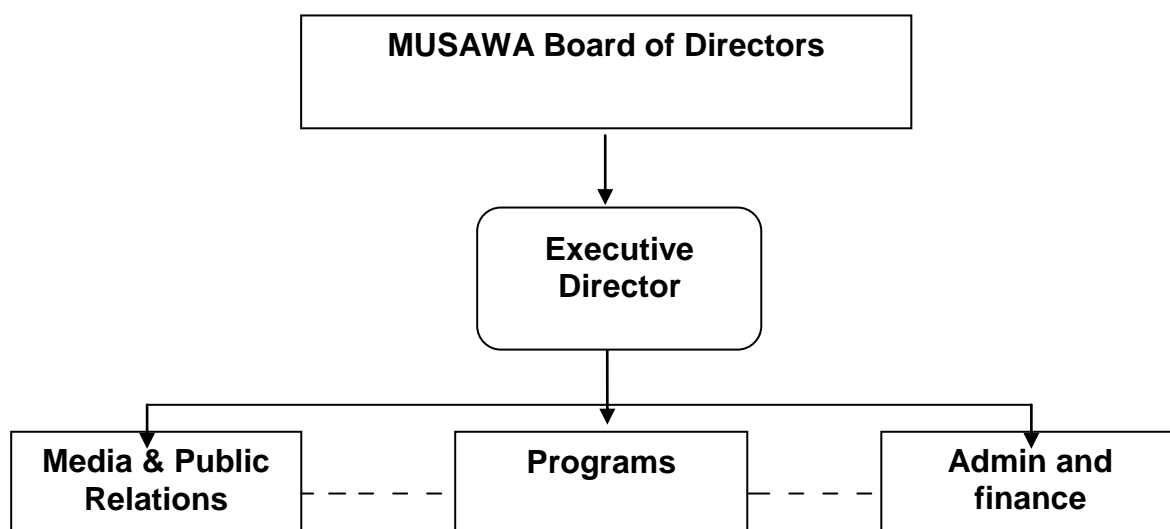 MUSAWA Board of Directors
Executive
Director
Media & Public
Relations
Programs
Admin and
finance